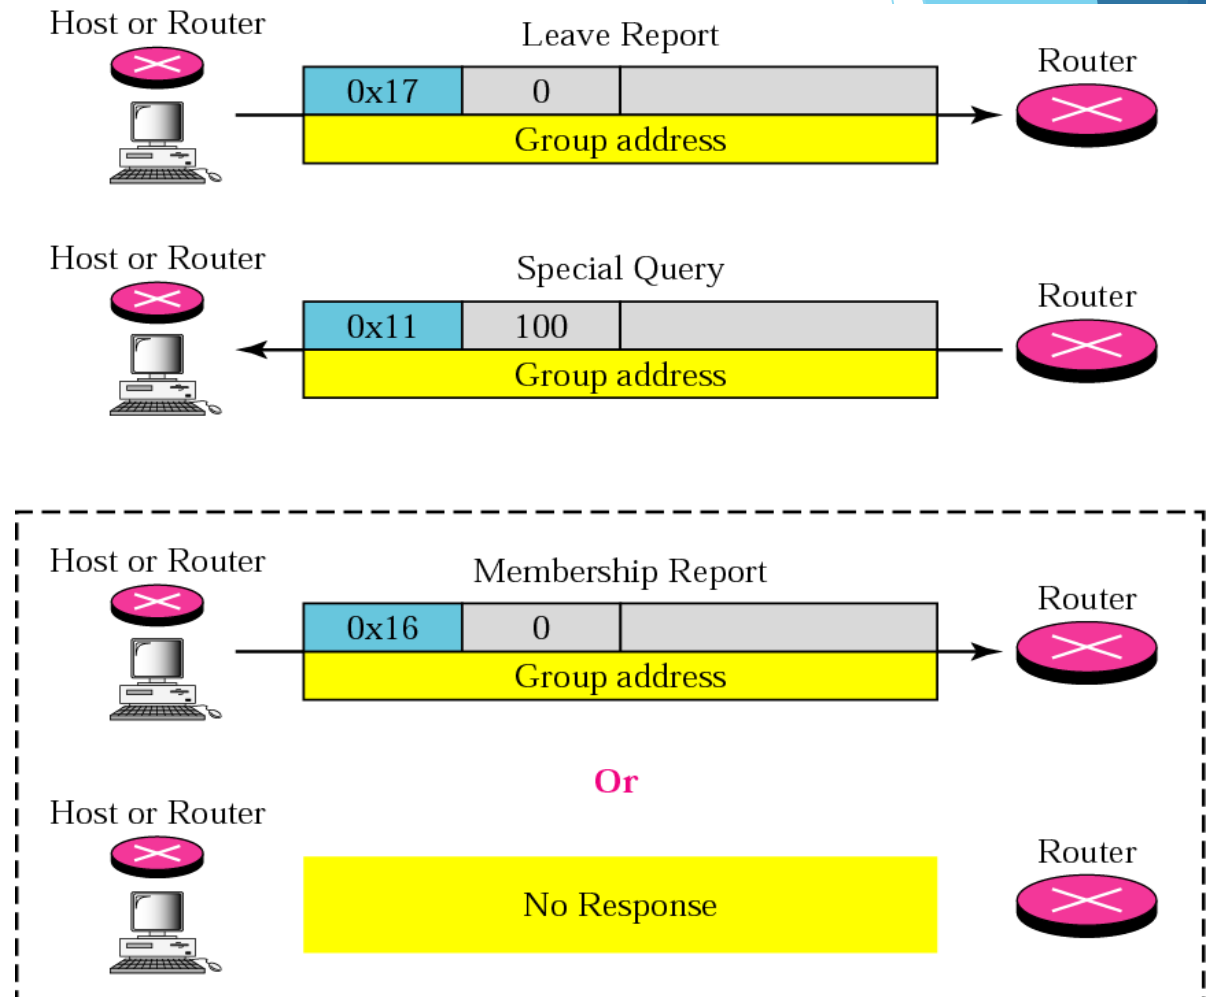 Host or Router
Leave Report
Router
0x17 0
Group address
Host or Router
Special Query
Router
0x11 100
Group address
Host or Router
Membership Report
Router
0x16 0
Group address
Or
Host or Router
Router
No Response